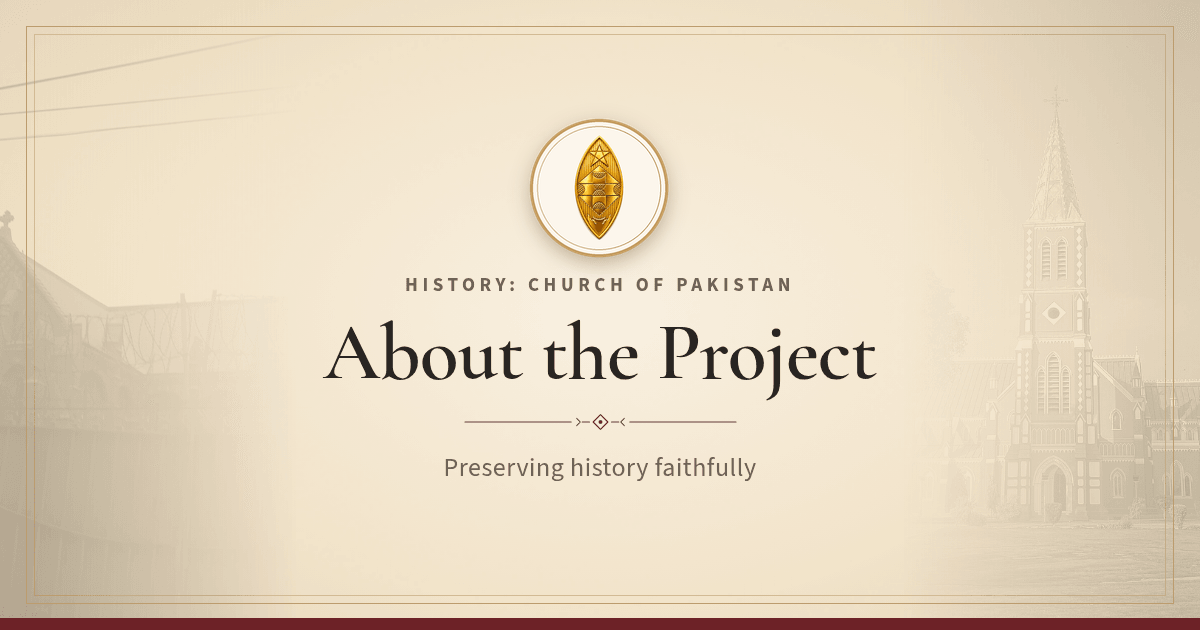 HISTORY: CHURCH OF PAKISTAN
About the Project
Preserving history faithfully